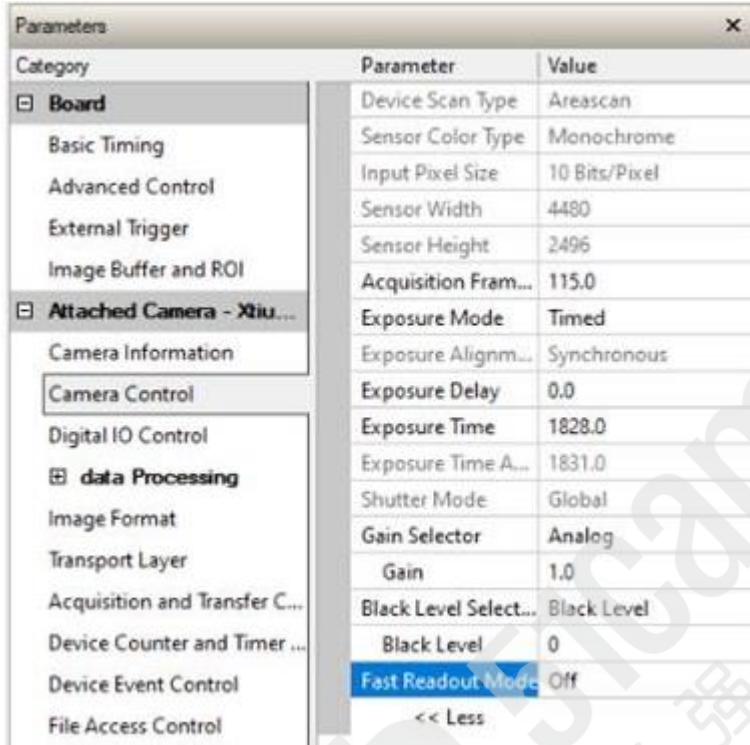 Parameters
Category Parameter Value
Board Device Scan Type Areascan
Basic Timing Sensor Color Type Monochrome
Advanced Control Input Pixel Size 10 Bits/Pixel
External Trigger Sensor Width 4480
Image Buffer and ROI Sensor Height 2496
Attached Camera - Xtiu... Acquisition Fram... 115.0
Camera Information Exposure Mode Timed
Camera Control Exposure Alignm... Synchronous
Digital IO Control Exposure Delay 0.0
data Processing Exposure Time 1828.0
Image Format Exposure Time A... 1831.0
Transport Layer Shutter Mode Global
Acquisition and Transfer C... Gain Selector Analog
Device Counter and Timer ... Gain 1.0
Device Event Control Black Level Select... Black Level
File Access Control Black Level 0
Fast Readout Mode Off
<< Less
51cam
强